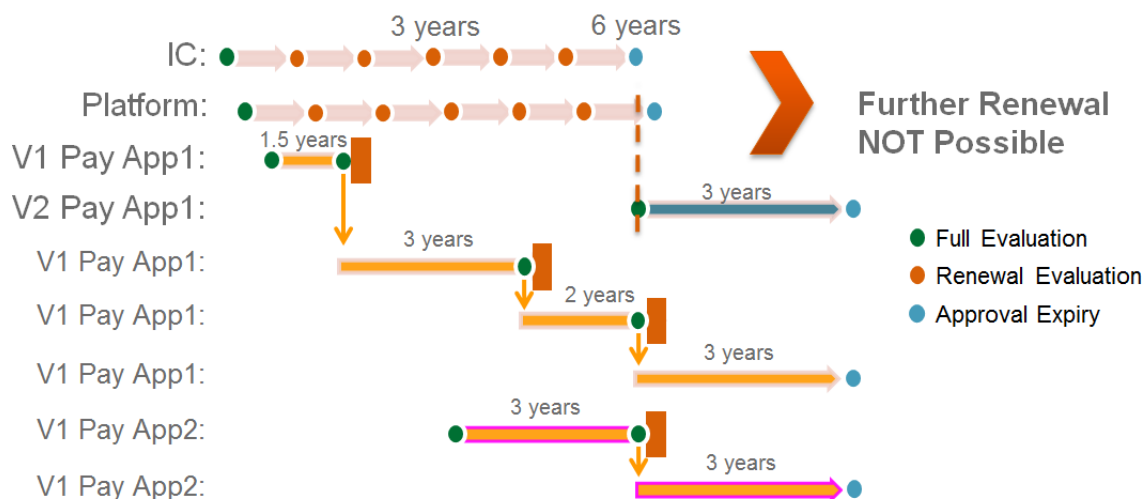 3 years
6 years
IC:
Platform:
Further Renewal
NOT Possible
1.5 years
V1 Pay App1:
V2 Pay App1:
3 years
Full Evaluation
V1 Pay App1:
3 years
Renewal Evaluation
V1 Pay App1:
2 years
Approval Expiry
V1 Pay App1:
3 years
V1 Pay App2:
3 years
V1 Pay App2:
3 years